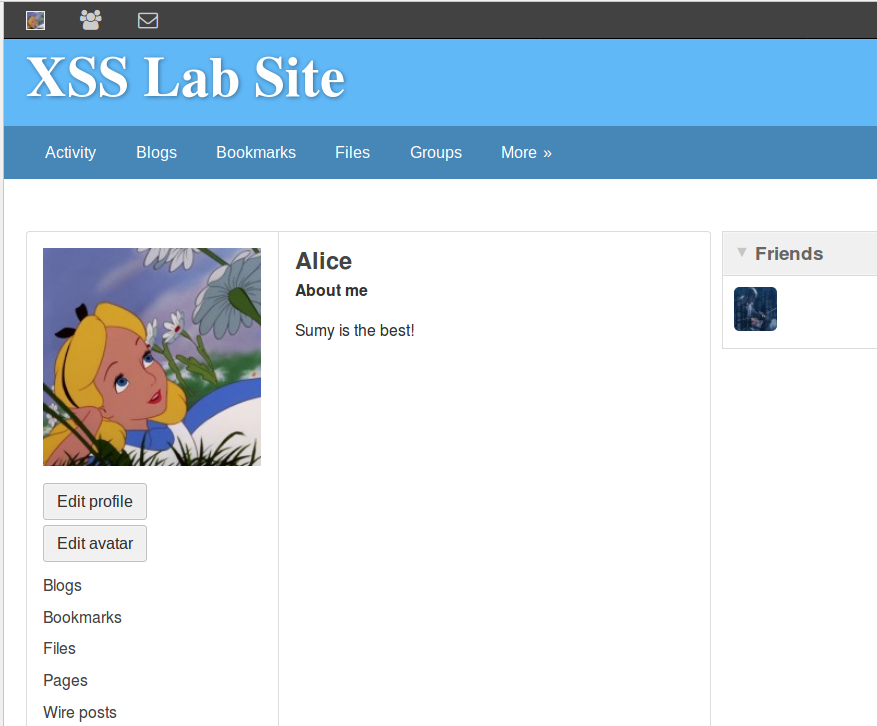 XSS Lab Site
Activity Blogs Bookmarks Files Groups More »
Alice
About me
Sumy is the best!
Edit profile
Edit avatar
Blogs
Bookmarks
Files
Pages
Wire posts
Friends